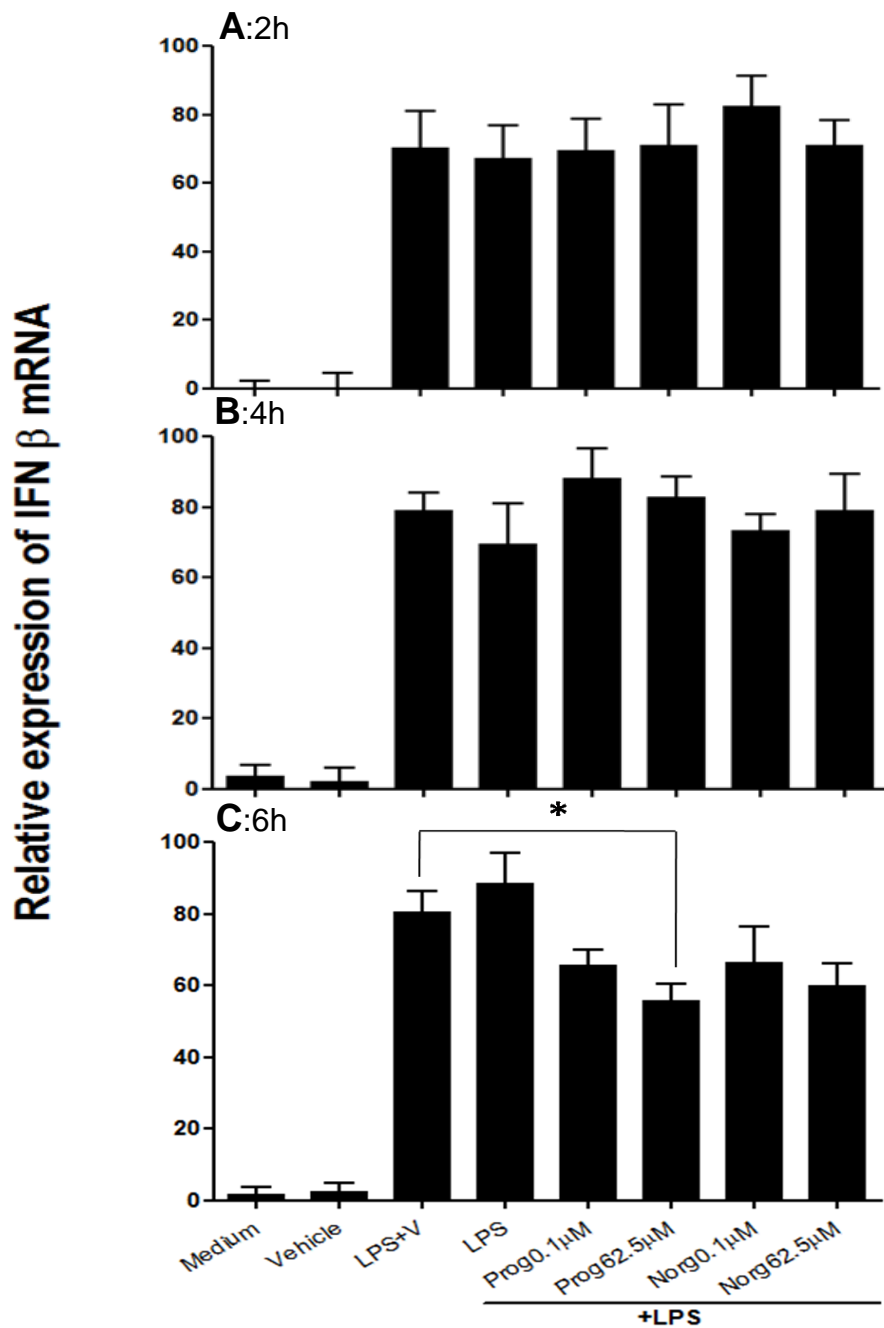 Relative expression of IFN β mRNA
A:2h
100
80
60
40
20
0
B:4h
100
80
60
40
20
0
C:6h
*
100
80
60
40
20
0
Medium
Vehicle
LPS+V
LPS
Prog0.1µM
Prog62.5µM
Norg0.1µM
Norg62.5µM
+LPS